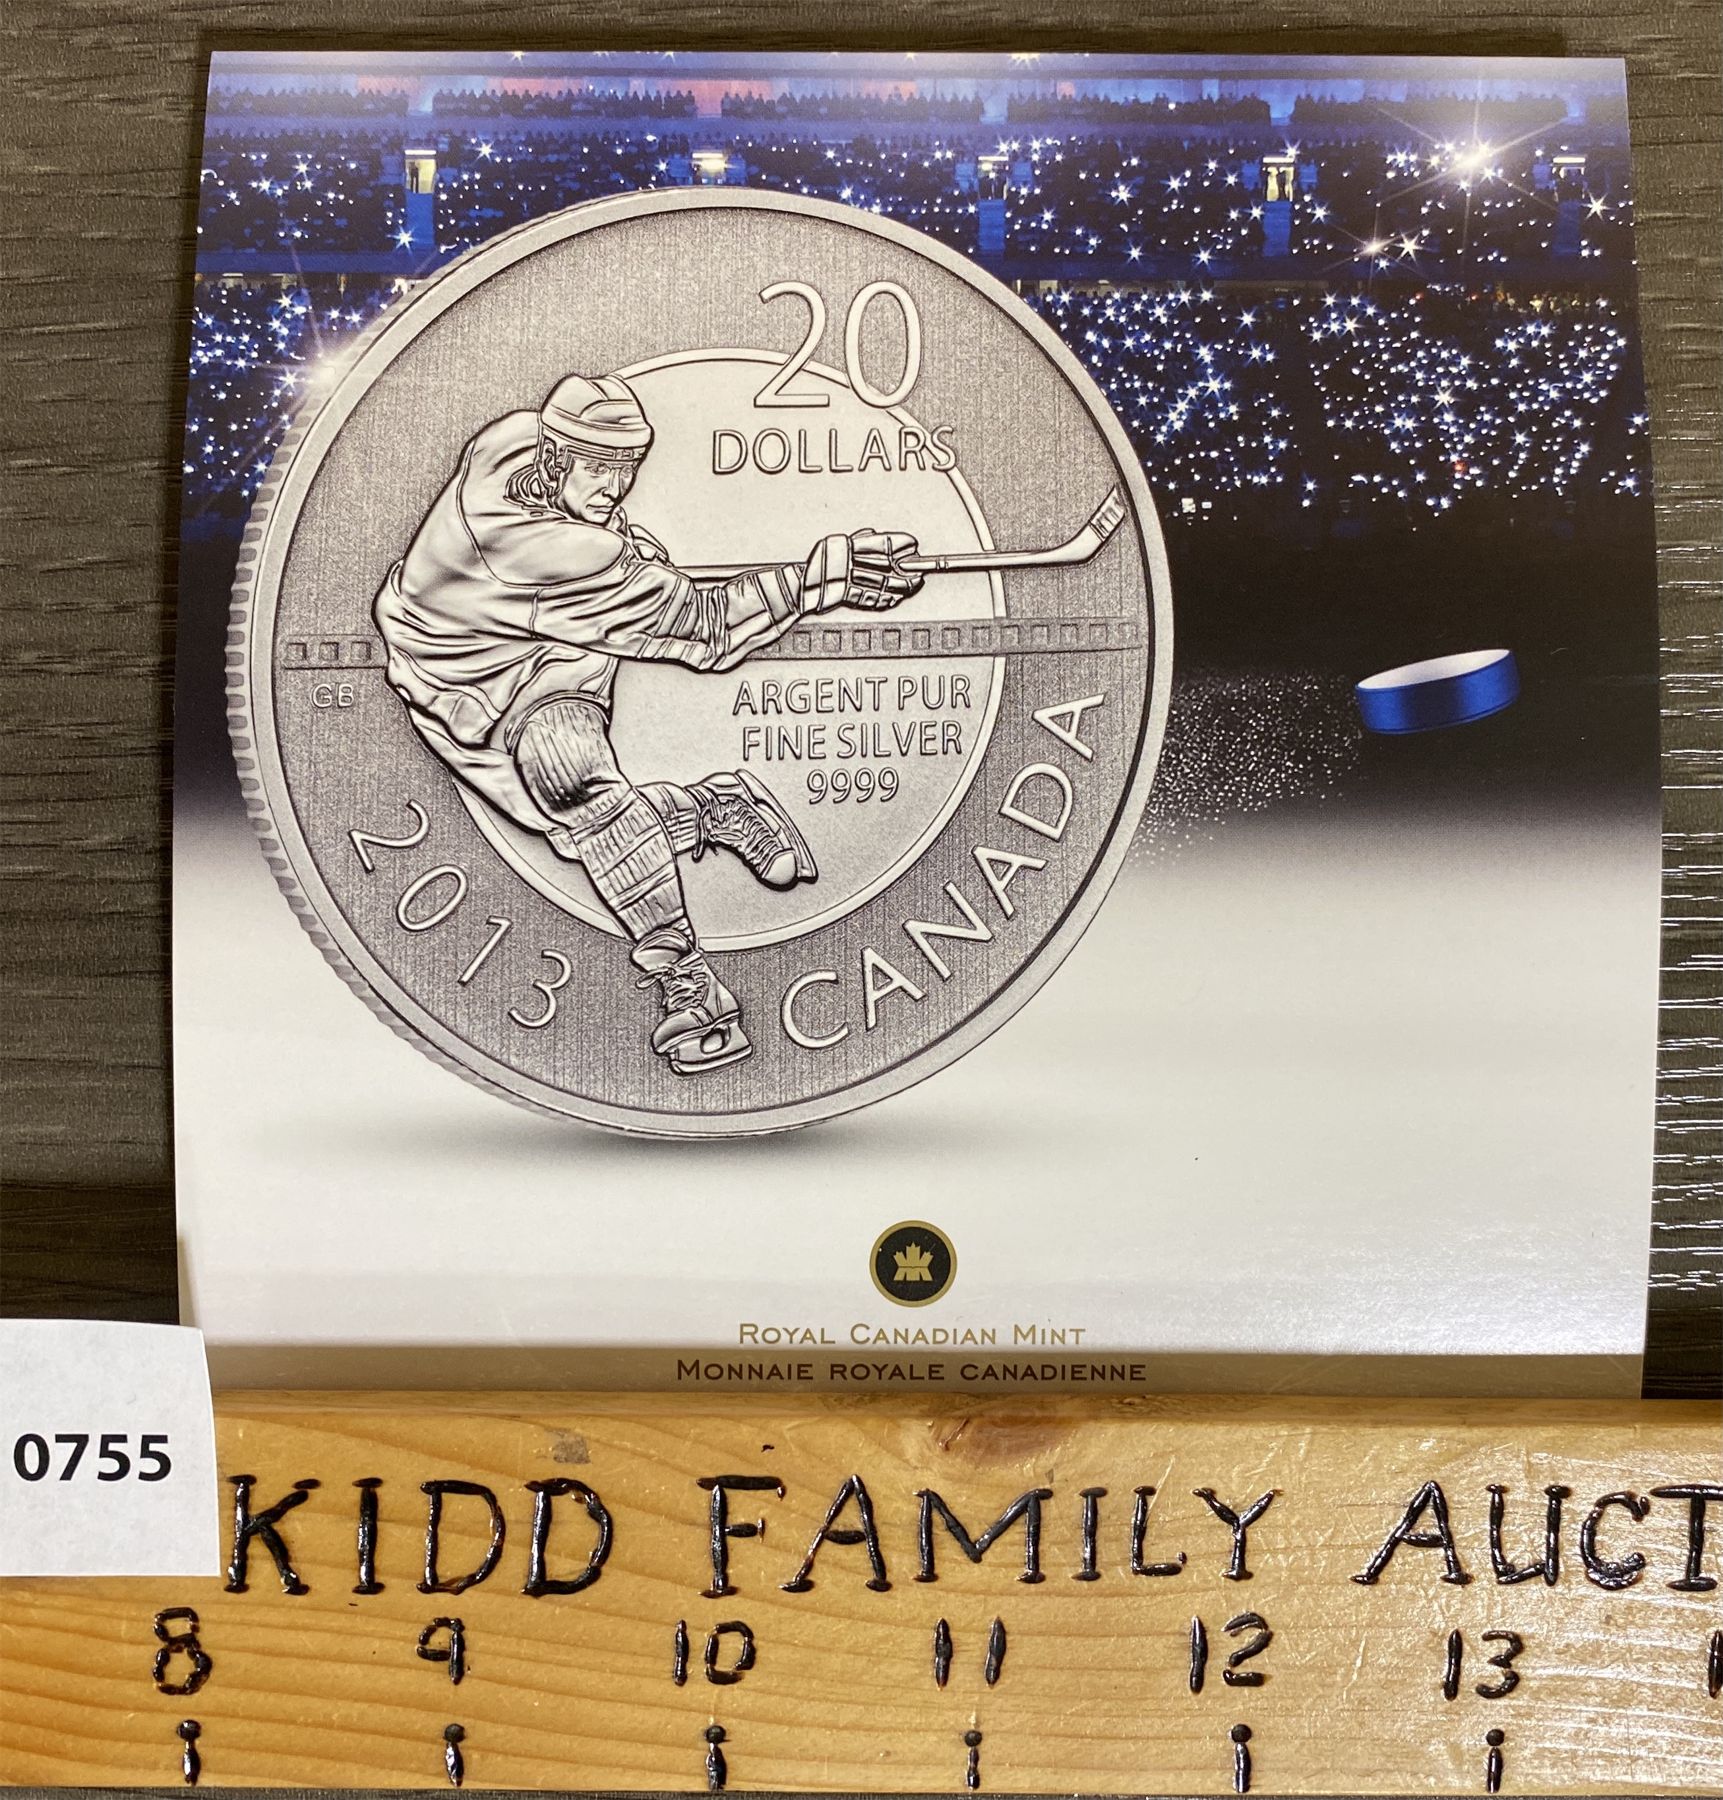 20
DOLLARS
ARGENT PUR
FINE SILVER
9999
GB
2013
CANADA
ROYAL CANADIAN MINT
MONNAIE ROYALE CANADIENNE
0755
KIDD FAMILY AUCT
8 9 10 11 12 13